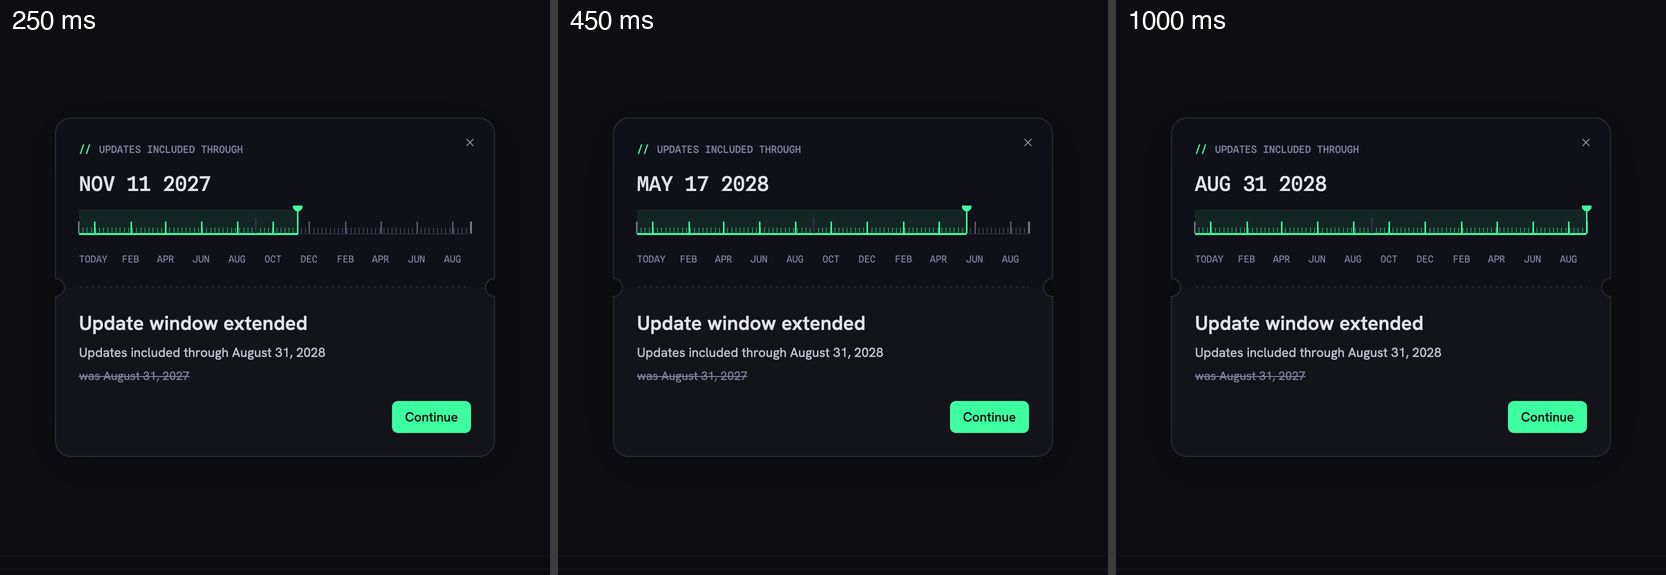 250 ms
// UPDATES INCLUDED THROUGH
NOV 11 2027
TODAY FEB APR JUN AUG OCT DEC FEB APR JUN AUG
Update window extended
Updates included through August 31, 2028
was August 31, 2027
Continue
450 ms
// UPDATES INCLUDED THROUGH
MAY 17 2028
TODAY FEB APR JUN AUG OCT DEC FEB APR JUN AUG
Update window extended
Updates included through August 31, 2028
was August 31, 2027
Continue
1000 ms
// UPDATES INCLUDED THROUGH
AUG 31 2028
TODAY FEB APR JUN AUG OCT DEC FEB APR JUN AUG
Update window extended
Updates included through August 31, 2028
was August 31, 2027
Continue